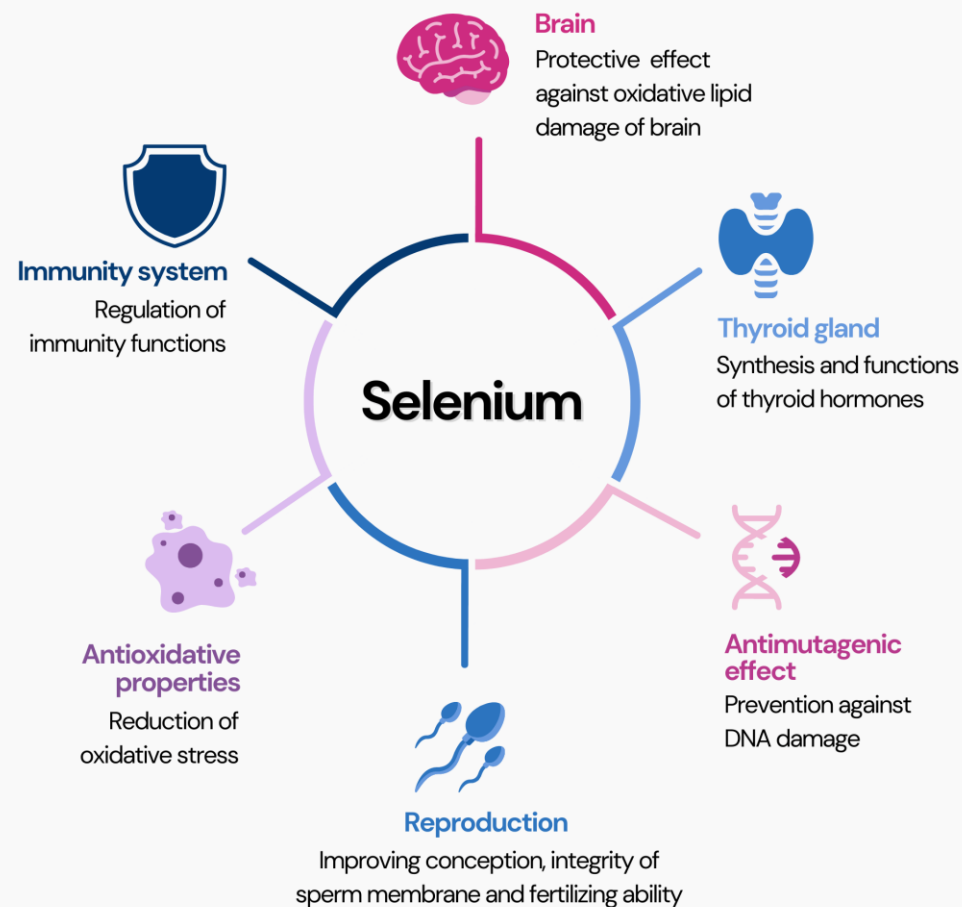 Brain
Protective effect
against oxidative lipid
damage of brain
Immunity system
Regulation of
immunity functions
Thyroid gland
Synthesis and functions
of thyroid hormones
Selenium
Antioxidative
properties
Reduction of
oxidative stress
Antimutagenic
effect
Prevention against
DNA damage
Reproduction
Improving conception, integrity of
sperm membrane and fertilizing ability